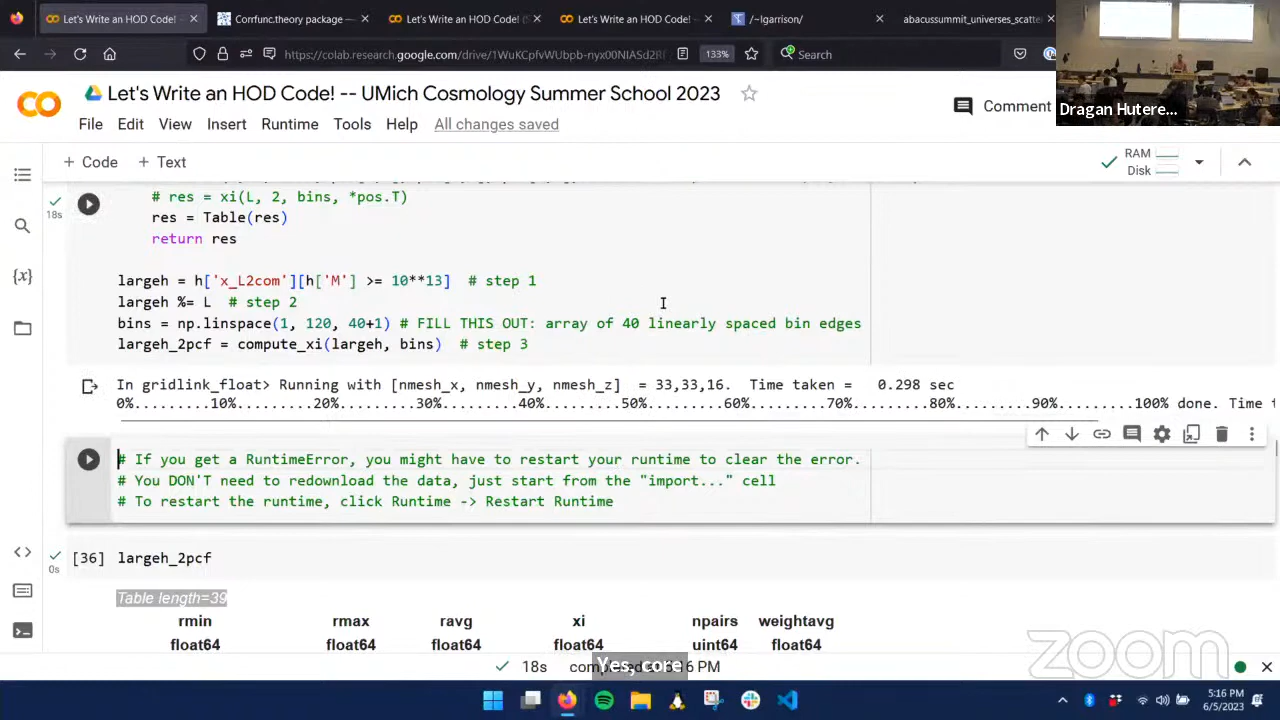 Let's Write an HOD Code! -- UMich
Corrfunc.theory package —
Let's Write an HOD Code!
Let's Write an HOD Code! —
/~lgarrison/
abacussummit_universes_scatte
https://colab.research.google.com/drive/1WuKCpfvWUbpb-nyx00NIASd2Rf
133%
Search
Dragan Hutere...
Let's Write an HOD Code! -- UMich Cosmology Summer School 2023
Comment
File Edit View Insert Runtime Tools Help All changes saved
+ Code + Text
RAM
Disk
18s
# res = xi(L, 2, bins, *pos.T)
res = Table(res)
return res
largeh = h['x_L2com'][h['M'] >= 10**13] # step 1
largeh %= L # step 2
bins = np.linspace(1, 120, 40+1) # FILL THIS OUT: array of 40 linearly spaced bin edges
largeh_2pcf = compute_xi(largeh, bins) # step 3
In gridlink_float> Running with [nmesh_x, nmesh_y, nmesh_z] = 33,33,16. Time taken = 0.298 sec
0%.........10%.........20%.........30%.........40%.........50%.........60%.........70%.........80%.........90%.........100% done. Time t
# If you get a RuntimeError, you might have to restart your runtime to clear the error.
# You DON'T need to redownload the data, just start from the "import..." cell
# To restart the runtime, click Runtime -> Restart Runtime
[36] largeh_2pcf
0s
Table length=39
rmin rmax ravg xi npairs weightavg
float64 float64 float64 float64 uint64 float64
zoom
18s
Yes, core
PM
5:16 PM
6/5/2023